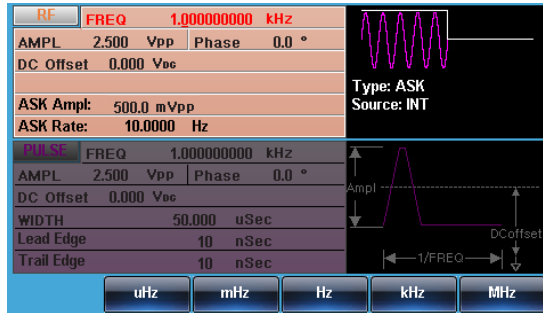 RF FREQ 1.000000000 kHz
AMPL 2.500 Vpp Phase 0.0 °
DC Offset 0.000 VDC
ASK Ampl: 500.0 mVpp
ASK Rate: 10.0000 Hz
Type: ASK
Source: INT
PULSE FREQ 1.000000000 kHz
AMPL 2.500 Vpp Phase 0.0 °
DC Offset 0.000 VDC
WIDTH 50.000 uSec
Lead Edge 10 nSec
Trail Edge 10 nSec
Ampl
DCoffset
1/FREQ
uHz mHz Hz kHz MHz